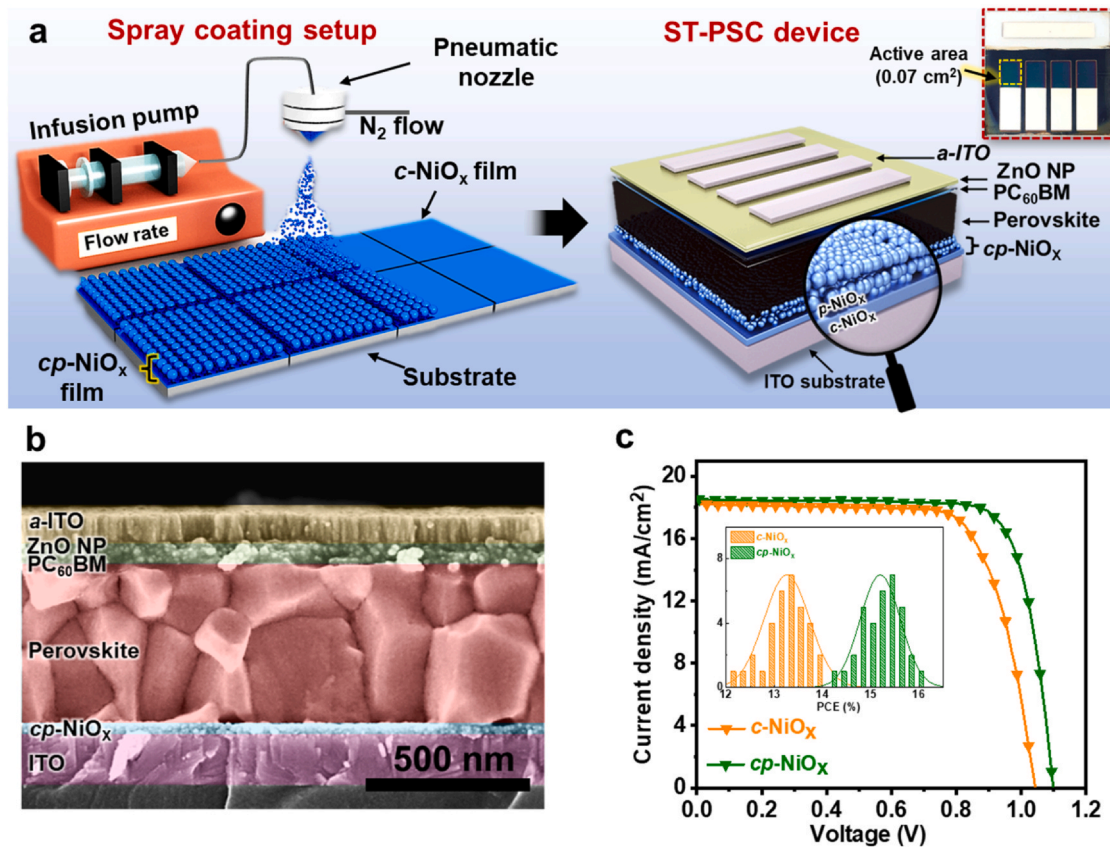 a
Spray coating setup
Pneumatic
nozzle
N₂ flow
Infusion pump
Flow rate
c-NiOₓ film
cp-NiOₓ
film
Substrate
ST-PSC device
Active area
(0.07 cm²)
a-ITO
ZnO NP
PC₆₀BM
Perovskite
cp-NiOₓ
p-NiOₓ
c-NiOₓ
ITO substrate
b
a-ITO
ZnO NP
PC₆₀BM
Perovskite
cp-NiOₓ
ITO
500 nm
c
Current density (mA/cm²)
20
16
12
8
4
0
0.0 0.2 0.4 0.6 0.8 1.0 1.2
Voltage (V)
c-NiOₓ
cp-NiOₓ
8
4
0
12 13 14 15 16
PCE (%)
c-NiOₓ
cp-NiOₓ